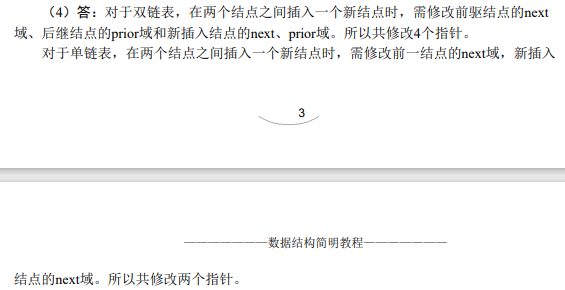 （4）答：对于双链表，在两个结点之间插入一个新结点时，需修改前驱结点的next
域、后继结点的prior域和新插入结点的next、prior域。所以共修改4个指针。
对于单链表，在两个结点之间插入一个新结点时，需修改前一结点的next域，新插入
3
———————数据结构简明教程———————
结点的next域。所以共修改两个指针。